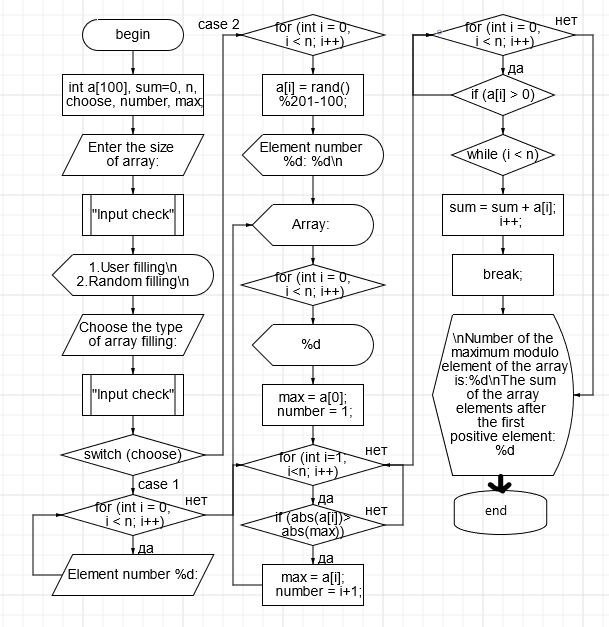 begin
int a[100], sum=0, n,
choose, number, max;
Enter the size
of array:
"Input check"
1.User filling\n
2.Random filling\n
Choose the type
of array filling:
"Input check"
switch (choose)
case 1
for (int i = 0,
i < n; i++)
нет
да
Element number %d:
case 2
for (int i = 0,
i < n; i++)
a[i] = rand()
%201-100;
Element number
%d: %d\n
Array:
for (int i = 0,
i < n; i++)
%d
max = a[0];
number = 1;
for (int i=1,
i<n; i++)
нет
да
if (abs(a[i])>
abs(max))
нет
да
max = a[i];
number = i+1;
for (int i = 0,
i < n; i++)
нет
да
if (a[i] > 0)
while (i < n)
sum = sum + a[i];
i++;
break;
\nNumber of the
maximum modulo
element of the array
is:%d\nThe sum
of the array
elements after
the first
positive element:
%d
end